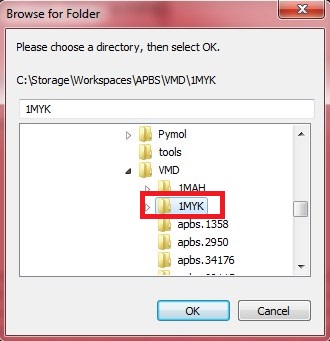 Browse for Folder
Please choose a directory, then select OK.
C:\Storage\Workspaces\APBS\VMD\1MYK
1MYK
Pymol
tools
VMD
1MAH
1MYK
apbs.1358
apbs.2950
apbs.34176
OK
Cancel